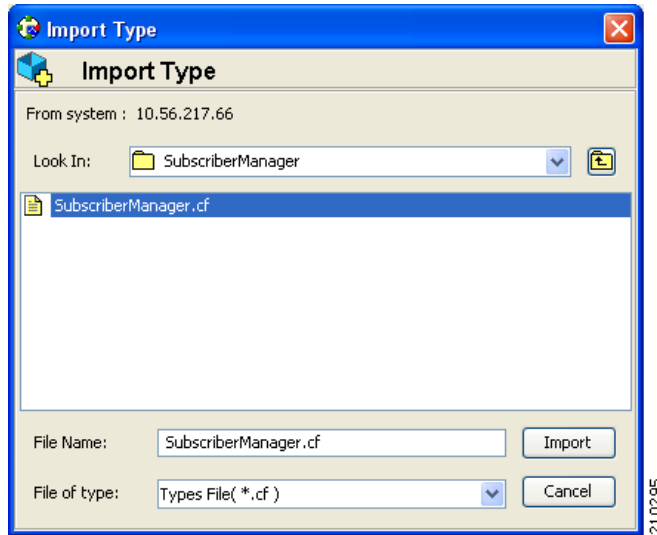 Import Type
Import Type
From system : 10.56.217.66
Look In: SubscriberManager
SubscriberManager.cf
File Name: SubscriberManager.cf Import
File of type: Types File( *.cf ) Cancel
210295